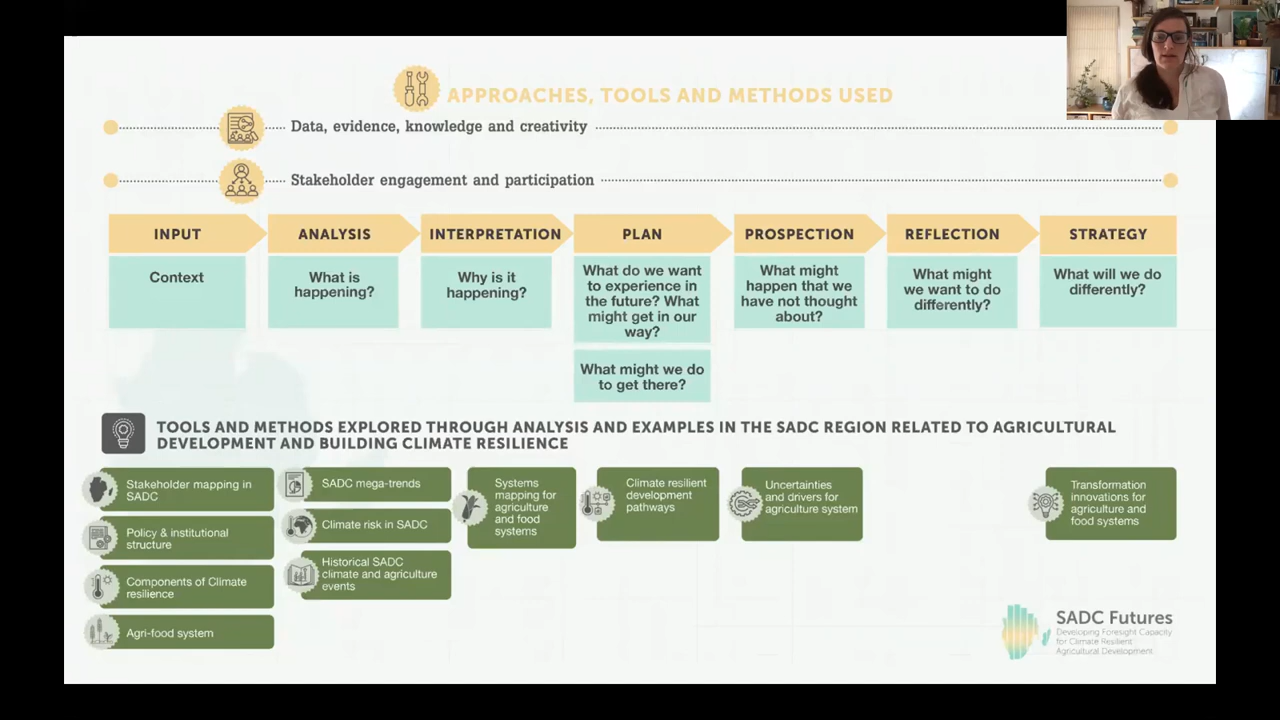 APPROACHES, TOOLS AND METHODS USED
Data, evidence, knowledge and creativity
Stakeholder engagement and participation
INPUT
ANALYSIS
INTERPRETATION
PLAN
PROSPECTION
REFLECTION
STRATEGY
Context
What is
happening?
Why is it
happening?
What do we want
to experience in
the future? What
might get in our
way?
What might we do
to get there?
What might
happen that we
have not thought
about?
What might
we want to do
differently?
What will we do
differently?
TOOLS AND METHODS EXPLORED THROUGH ANALYSIS AND EXAMPLES IN THE SADC REGION RELATED TO AGRICULTURAL
DEVELOPMENT AND BUILDING CLIMATE RESILIENCE
Stakeholder mapping in
SADC
Policy & institutional
structure
Components of Climate
resilience
Agri-food system
SADC mega-trends
Climate risk in SADC
Historical SADC
climate and agriculture
events
Systems
mapping for
agriculture
and food
systems
Climate resilient
development
pathways
Uncertainties
and drivers for
agriculture system
Transformation
innovations for
agriculture and
food systems
SADC Futures
Developing Foresight Capacity
for Climate Resilient
Agricultural Development